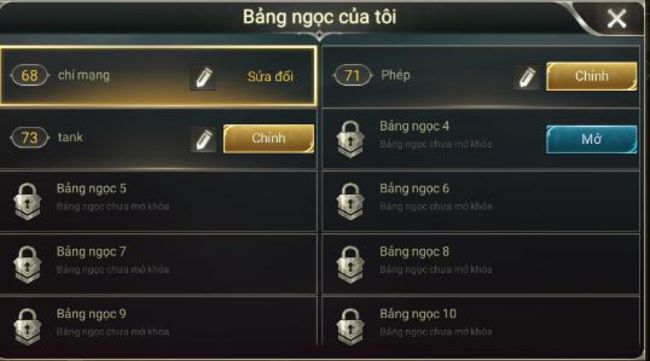 Bảng ngọc của tôi
68 chí mạng Sửa đổi
71 Phép Chính
73 tank Chính
Bảng ngọc 4 Mở
Bảng ngọc chưa mở khóa
Bảng ngọc 5
Bảng ngọc chưa mở khóa
Bảng ngọc 6
Bảng ngọc chưa mở khóa
Bảng ngọc 7
Bảng ngọc chưa mở khóa
Bảng ngọc 8
Bảng ngọc chưa mở khóa
Bảng ngọc 9
Bảng ngọc chưa mở khóa
Bảng ngọc 10
Bảng ngọc chưa mở khóa